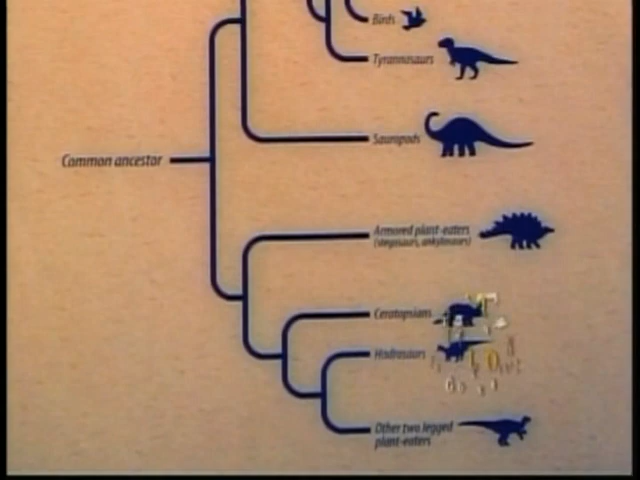 Birds
Tyrannosaurs
Sauropods
Common ancestor
Armored plant-eaters
(stegosaurs, ankylosaurs)
Ceratopsians
Hadrosaurs
Other two legged
plant-eaters